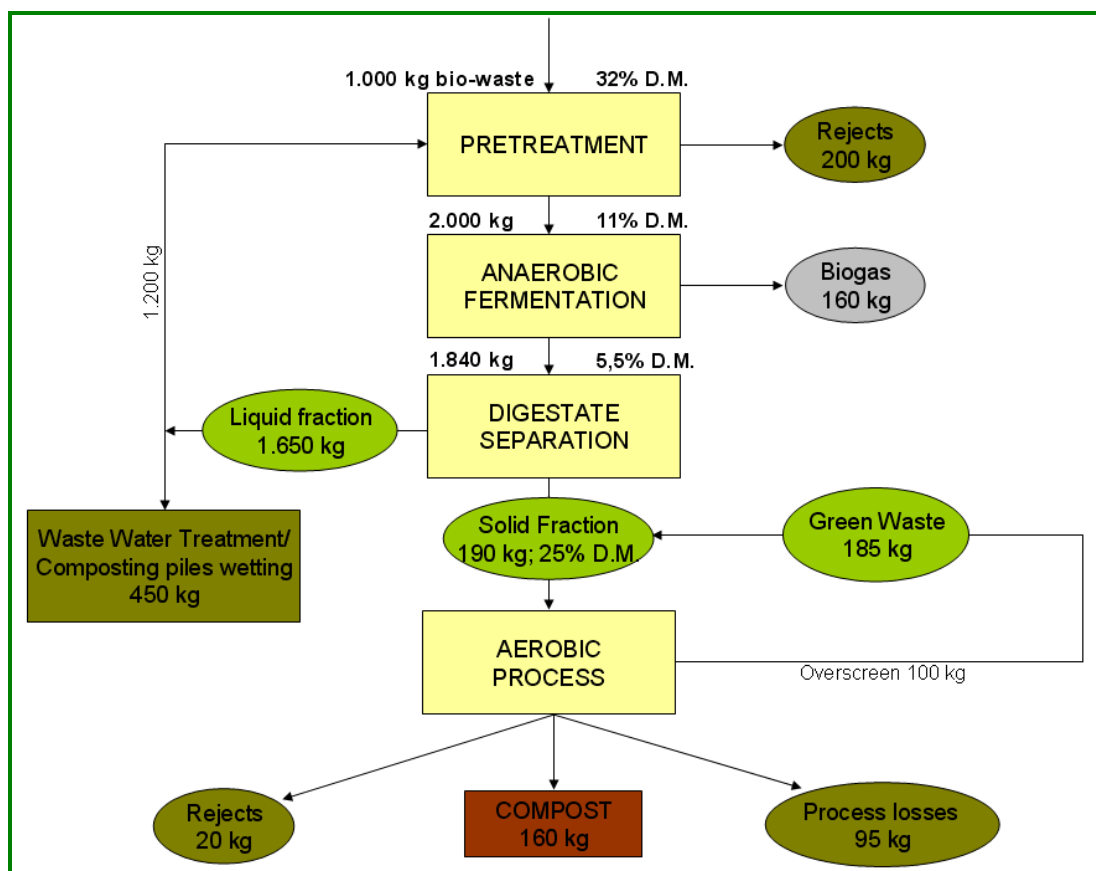 1.000 kg bio-waste 32% D.M.
PRETREATMENT
Rejects
200 kg
2.000 kg 11% D.M.
1.200 kg
ANAEROBIC
FERMENTATION
Biogas
160 kg
1.840 kg 5,5% D.M.
DIGESTATE
SEPARATION
Liquid fraction
1.650 kg
Solid Fraction
190 kg; 25% D.M.
Green Waste
185 kg
Waste Water Treatment/
Composting piles wetting
450 kg
AEROBIC
PROCESS
Overscreen 100 kg
Rejects
20 kg
COMPOST
160 kg
Process losses
95 kg